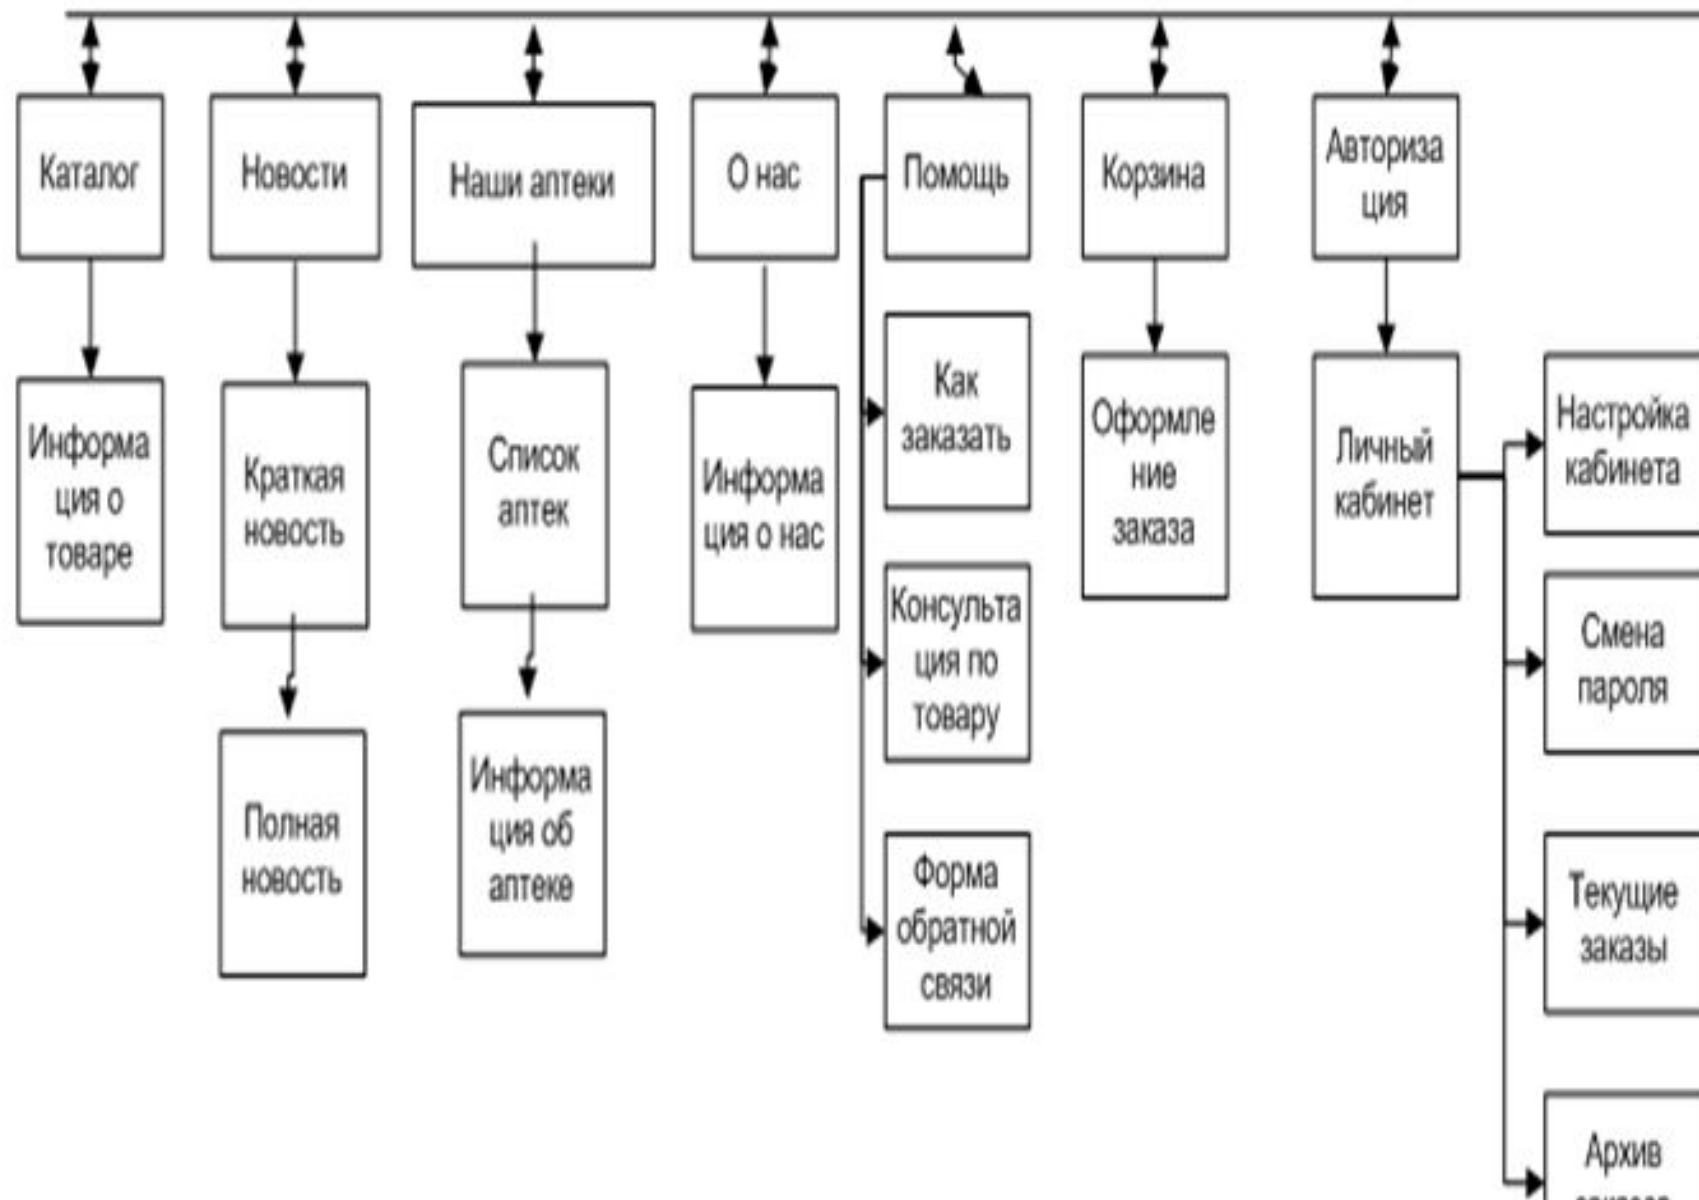 Каталог
Новости
Наши аптеки
О нас
Помощь
Корзина
Авториза
ция
Информа
ция о
товаре
Краткая
новость
Полная
новость
Список
аптек
Информа
ция об
аптеке
Информа
ция о нас
Как
заказать
Консульта
ция по
товару
Форма
обратной
связи
Оформле
ние
заказа
Личный
кабинет
Настройка
кабинета
Смена
пароля
Текущие
заказы
Архив